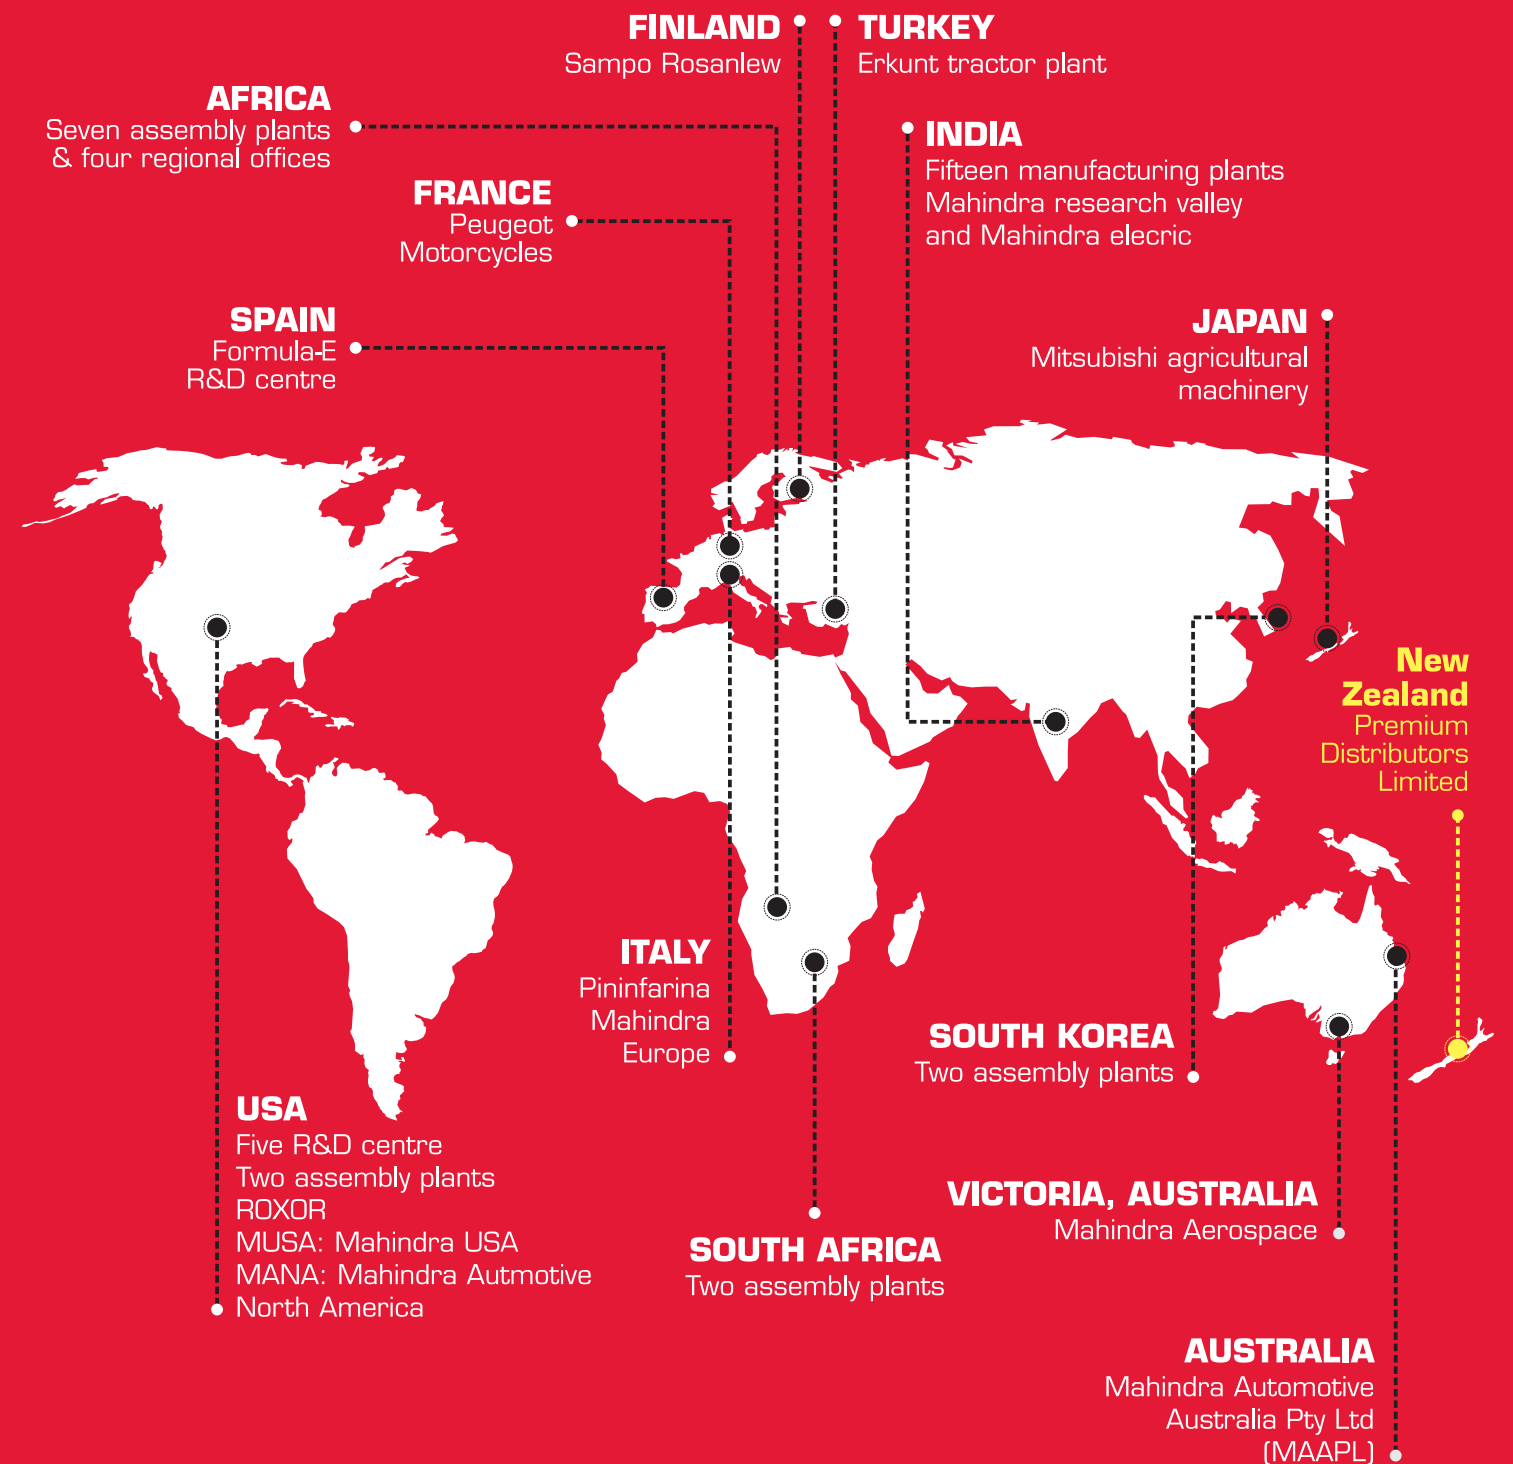 FINLAND
Sampo Rosanlew
TURKEY
Erkunt tractor plant
AFRICA
Seven assembly plants
& four regional offices
INDIA
Fifteen manufacturing plants
Mahindra research valley
and Mahindra elecric
FRANCE
Peugeot
Motorcycles
SPAIN
Formula-E
R&D centre
JAPAN
Mitsubishi agricultural
machinery
New
Zealand
Premium
Distributors
Limited
ITALY
Pininfarina
Mahindra
Europe
SOUTH KOREA
Two assembly plants
USA
Five R&D centre
Two assembly plants
ROXOR
MUSA: Mahindra USA
MANA: Mahindra Autmotive
North America
VICTORIA, AUSTRALIA
Mahindra Aerospace
SOUTH AFRICA
Two assembly plants
AUSTRALIA
Mahindra Automotive
Australia Pty Ltd
(MAAPL)